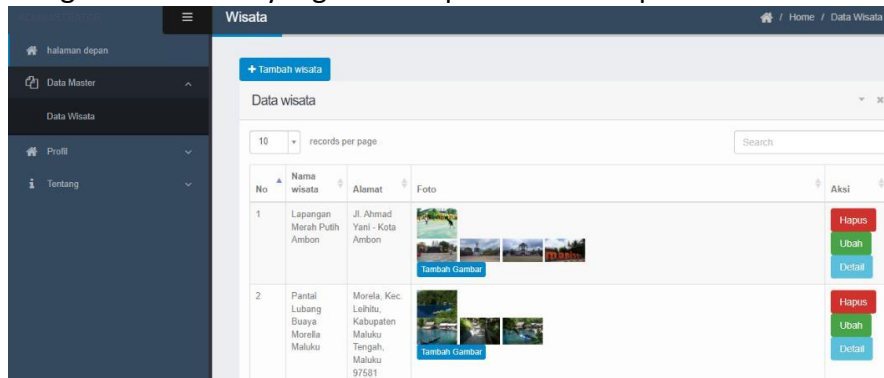 Wisata
/ Home / Data Wisata
halaman depan
Data Master
Data Wisata
Profil
Tentang
+ Tambah wisata
Data wisata
10 records per page
Search
No
Nama wisata
Alamat
Foto
Aksi
1
Lapangan
Merah Putih
Ambon
Jl. Ahmad
Yani - Kota
Ambon
Tambah Gambar
Hapus
Ubah
Detail
2
Pantai
Lubang
Buaya
Morella
Maluku
Morela, Kec.
Leihitu,
Kabupaten
Maluku
Tengah,
Maluku
97581
Tambah Gambar
Hapus
Ubah
Detail